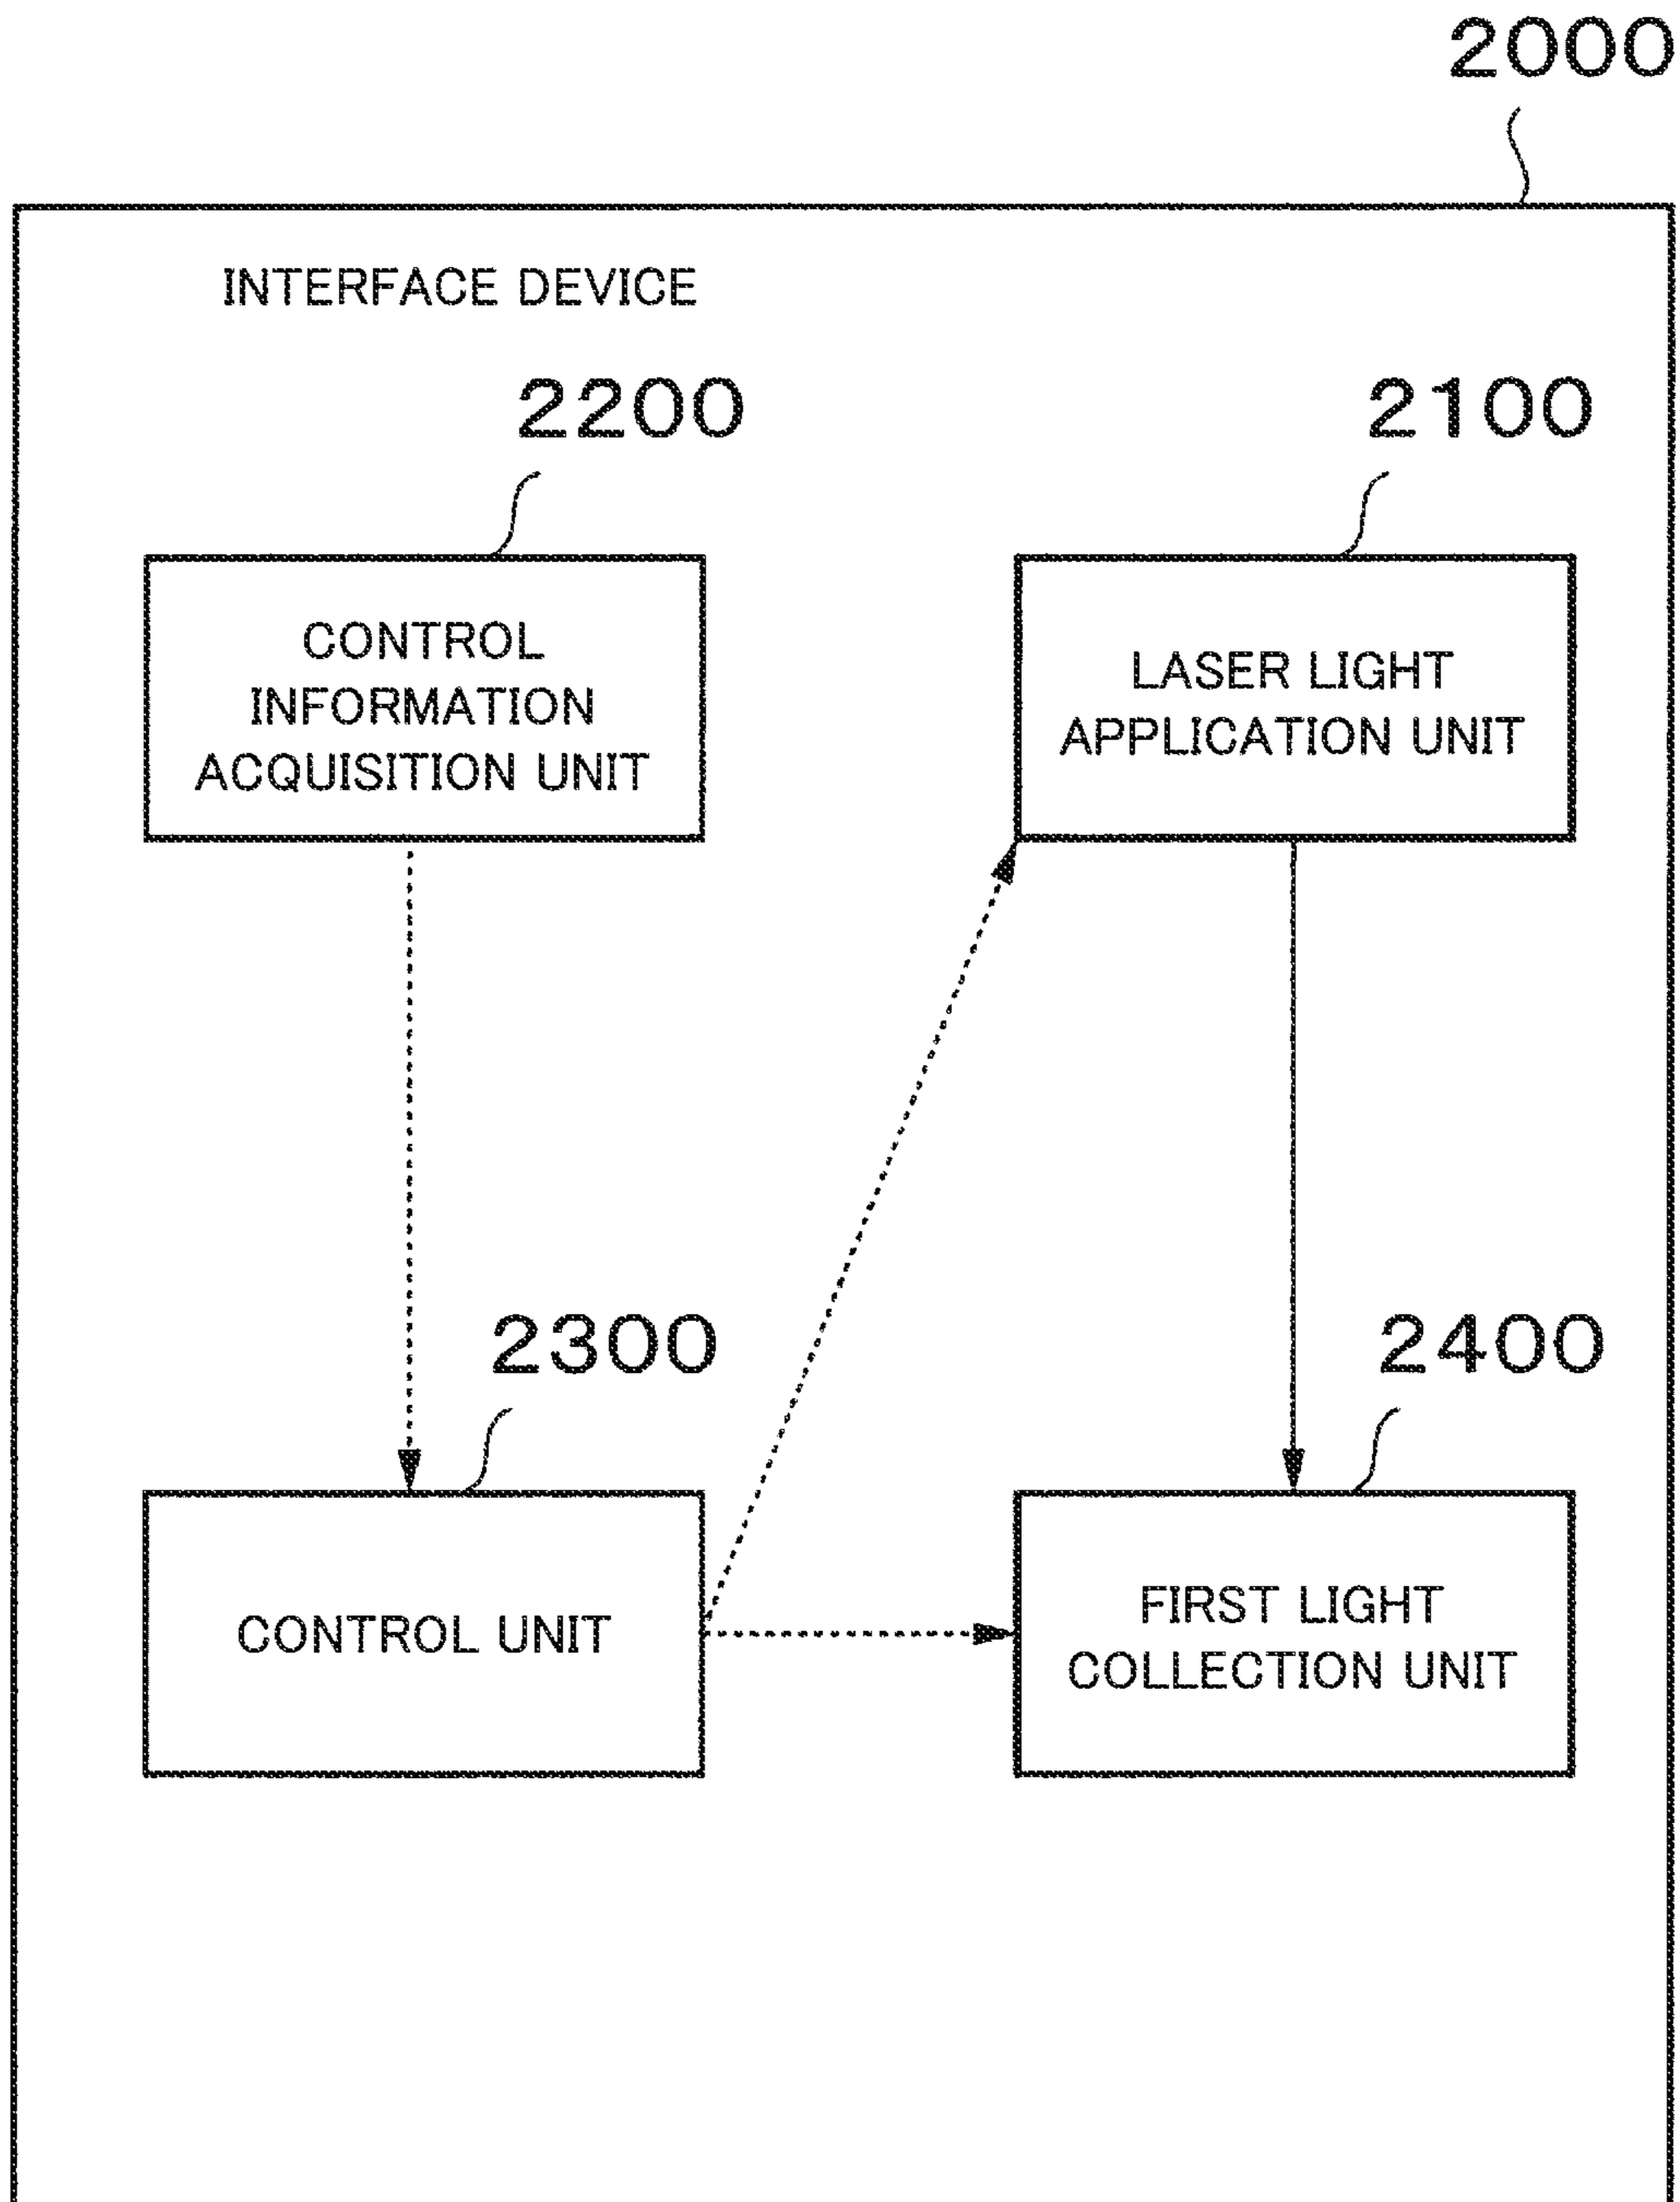 2000
INTERFACE DEVICE
2200
2100
CONTROL
INFORMATION
ACQUISITION UNIT
LASER LIGHT
APPLICATION UNIT
2300
2400
CONTROL UNIT
FIRST LIGHT
COLLECTION UNIT